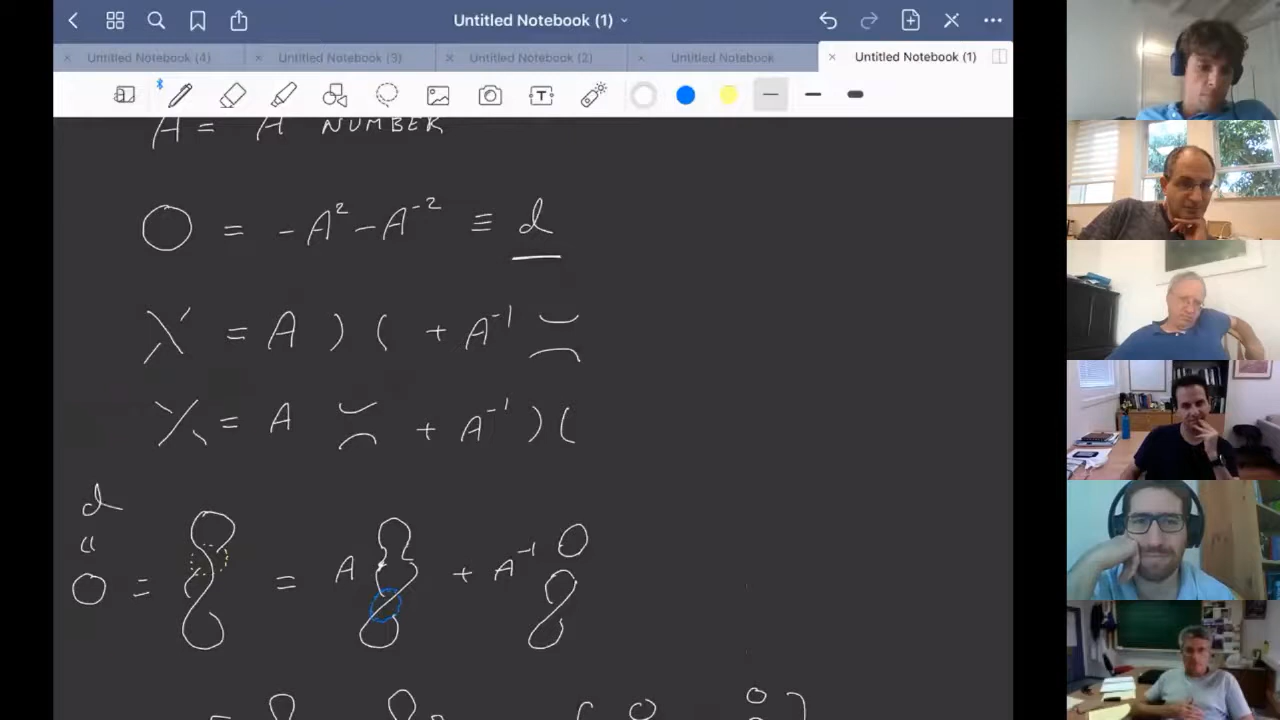 Untitled Notebook (1)
Untitled Notebook (4) Untitled Notebook (3) Untitled Notebook (2) Untitled Notebook Untitled Notebook (1)
A = A NUMBER
O = -A² - A⁻² ≡ d
= A ) ( + A⁻¹
= A + A⁻¹ ) (
d
O = = A + A⁻¹
=